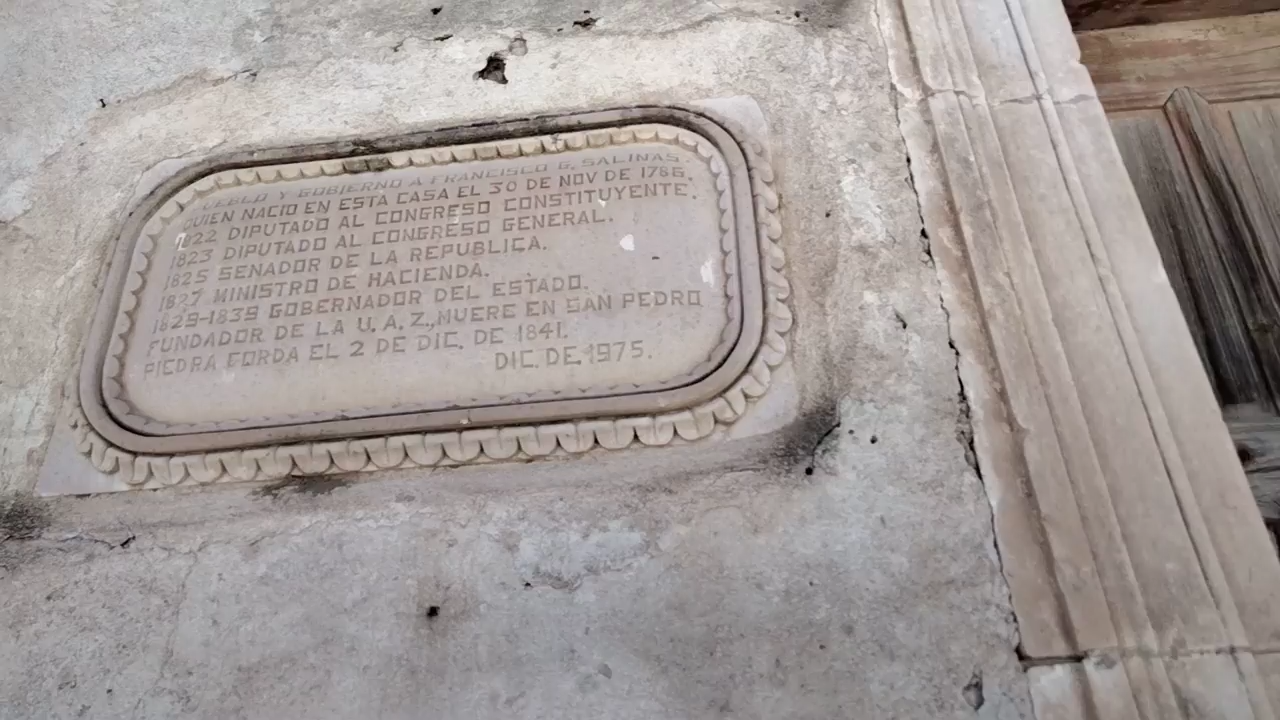 PUEBLO Y GOBIERNO A FRANCISCO G. SALINAS.
QUIEN NACIO EN ESTA CASA EL 30 DE NOV DE 1786.
1822 DIPUTADO AL CONGRESO CONSTITUYENTE.
1823 DIPUTADO AL CONGRESO GENERAL.
1825 SENADOR DE LA REPUBLICA.
1827 MINISTRO DE HACIENDA.
1829-1839 GOBERNADOR DEL ESTADO.
FUNDADOR DE LA U. A. Z., MUERE EN SAN PEDRO
PIEDRA GORDA EL 2 DE DIC. DE 1841.
DIC. DE 1975.